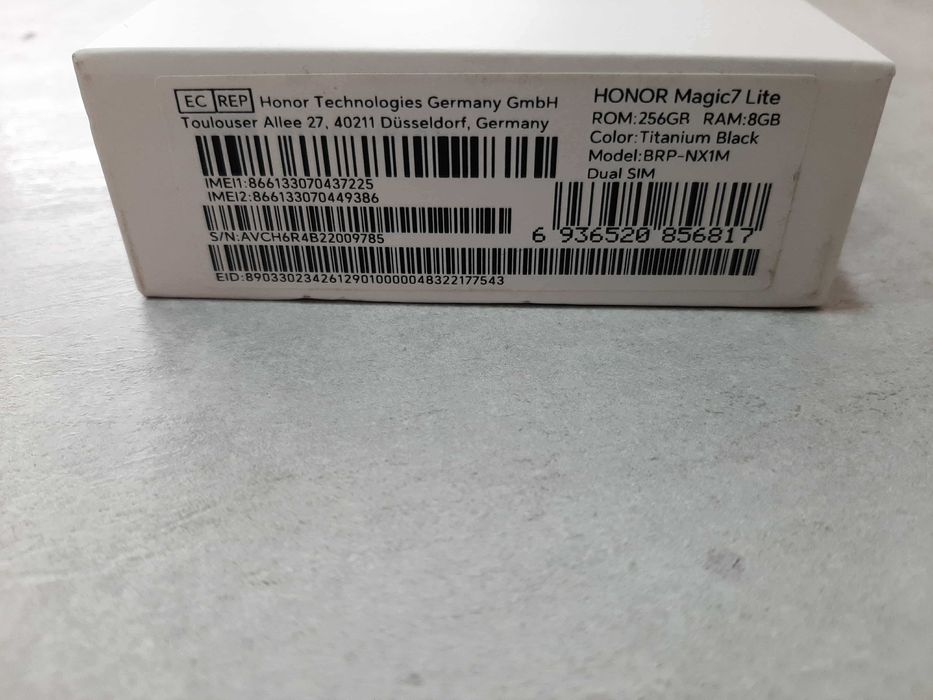 EC REP Honor Technologies Germany GmbH
Toulouser Allee 27, 40211 Düsseldorf, Germany
IMEI1:866133070437225
IMEI2:866133070449386
S/N:AVCH6R4B22009785
EID:89033023426129010000048322177543
HONOR Magic7 Lite
ROM:256GB RAM:8GB
Color:Titanium Black
Model:BRP-NX1M
Dual SIM
6 936520 856817